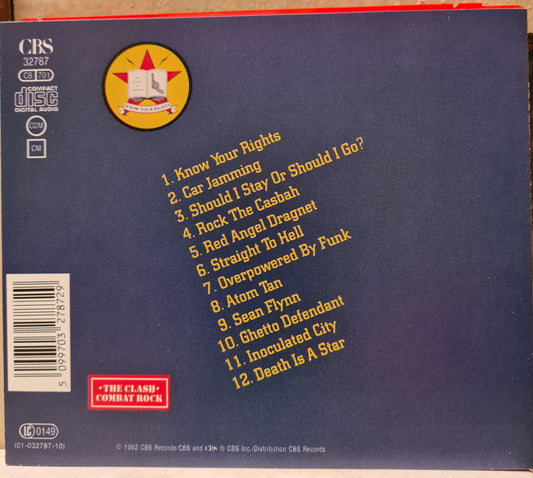 CBS
32787
CB 701
COMPACT
disc
DIGITAL AUDIO
CDM
CM
KNOW YOUR RIGHTS
1. Know Your Rights
2. Car Jamming
3. Should I Stay Or Should I Go?
4. Rock The Casbah
5. Red Angel Dragnet
6. Straight To Hell
7. Overpowered By Funk
8. Atom Tan
9. Sean Flynn
10. Ghetto Defendant
11. Inoculated City
12. Death Is A Star
5 099703 278729
·THE CLASH·
COMBAT ROCK
LC 0149
(01-032787-10)
© 1982 CBS Records/CBS and CBS ® CBS Inc./Distribution CBS Records